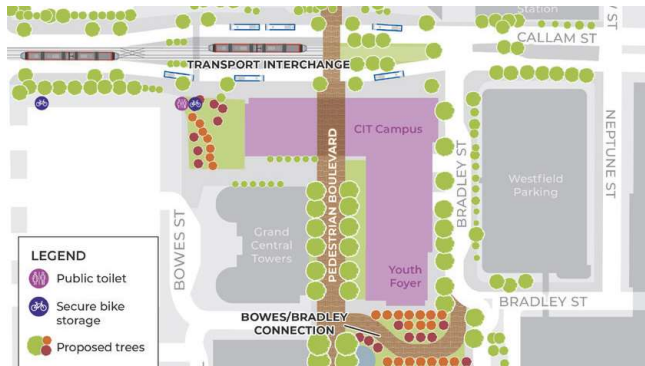 Station
CALLAM ST
TRANSPORT INTERCHANGE
CIT Campus
PEDESTRIAN BOULEVARD
BRADLEY ST
Westfield
Parking
NEPTUNE ST
BOWES ST
Grand
Central
Towers
Youth
Foyer
BRADLEY ST
BOWES/BRADLEY
CONNECTION
LEGEND
Public toilet
Secure bike
storage
Proposed trees